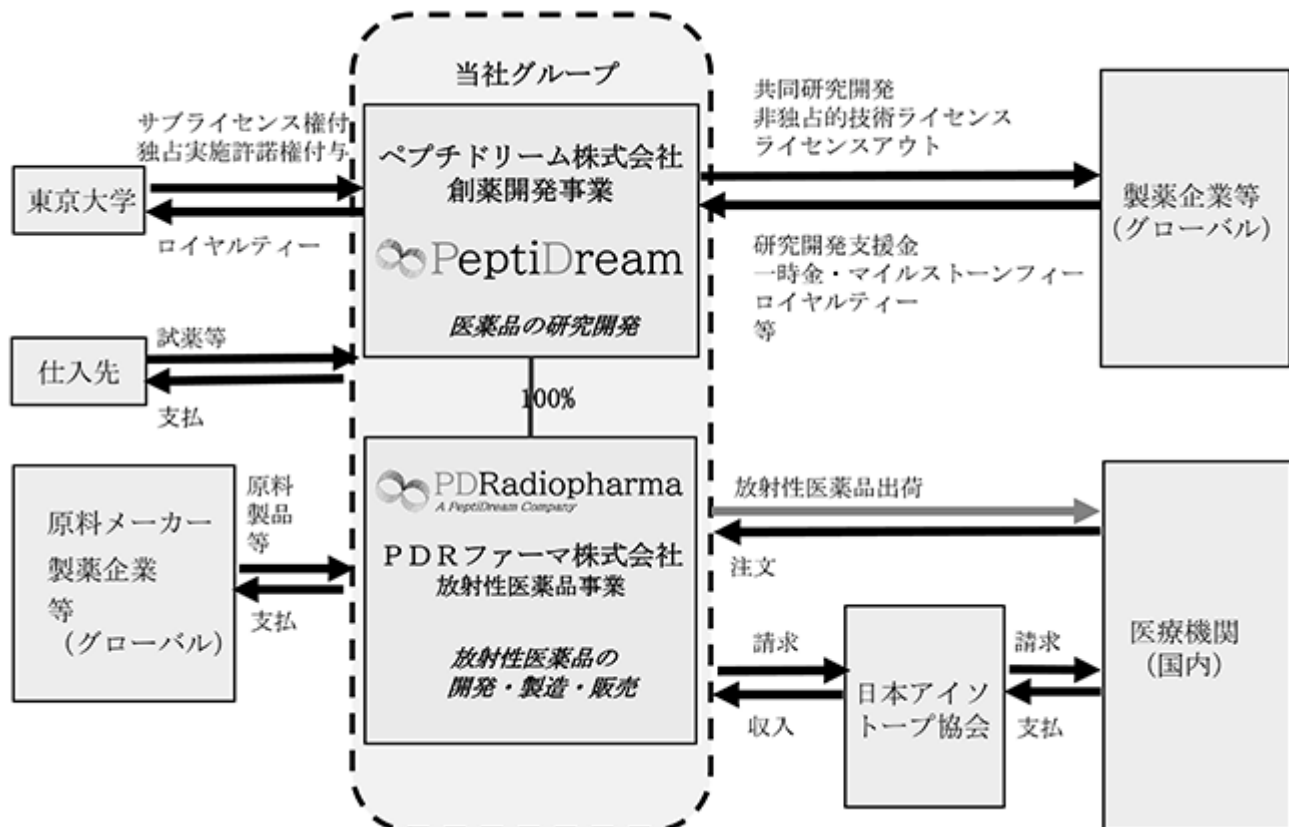 当社グループ
サブライセンス権付
独占実施許諾権付与
東京大学
ロイヤルティー
ペプチドリーム株式会社
創薬開発事業
PeptiDream
医薬品の研究開発
共同研究開発
非独占的技術ライセンス
ライセンスアウト
製薬企業等
(グローバル)
研究開発支援金
一時金・マイルストーンフィー
ロイヤルティー
等
試薬等
仕入先
支払
100%
原料メーカー
製薬企業
等
(グローバル)
原料
製品
等
支払
PDRadiopharma
A PeptiDream Company
PDRファーマ株式会社
放射性医薬品事業
放射性医薬品の
開発・製造・販売
放射性医薬品出荷
注文
請求
収入
日本アイソ
トープ協会
請求
支払
医療機関
(国内)